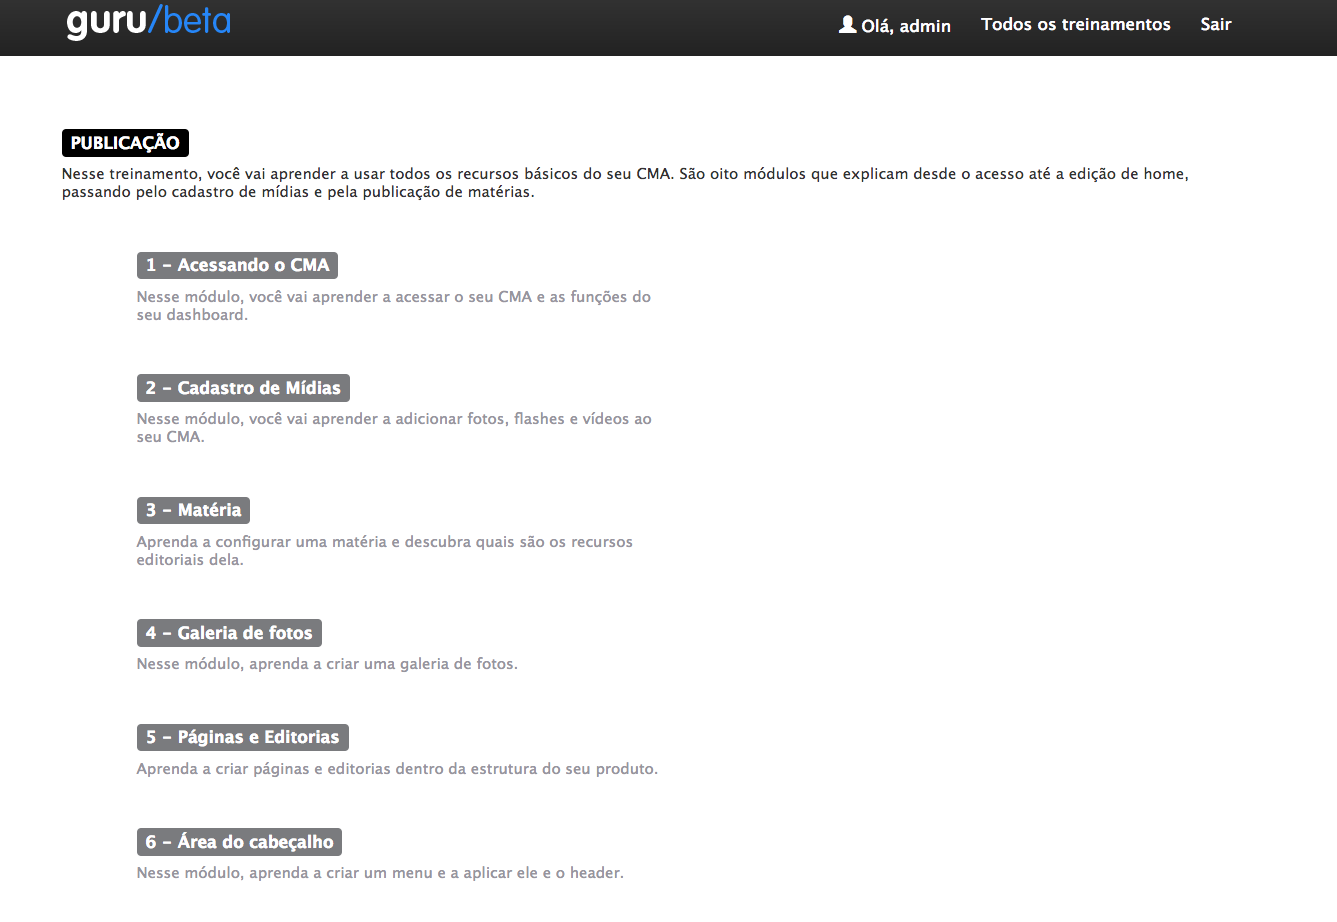 guru/beta
Olá, admin
Todos os treinamentos
Sair
PUBLICAÇÃO
Nesse treinamento, você vai aprender a usar todos os recursos básicos do seu CMA. São oito módulos que explicam desde o acesso até a edição de home,
passando pelo cadastro de mídias e pela publicação de matérias.
1 - Acessando o CMA
Nesse módulo, você vai aprender a acessar o seu CMA e as funções do
seu dashboard.
2 - Cadastro de Mídias
Nesse módulo, você vai aprender a adicionar fotos, flashes e vídeos ao
seu CMA.
3 - Matéria
Aprenda a configurar uma matéria e descubra quais são os recursos
editoriais dela.
4 - Galeria de fotos
Nesse módulo, aprenda a criar uma galeria de fotos.
5 - Páginas e Editorias
Aprenda a criar páginas e editorias dentro da estrutura do seu produto.
6 - Área do cabeçalho
Nesse módulo, aprenda a criar um menu e a aplicar ele e o header.